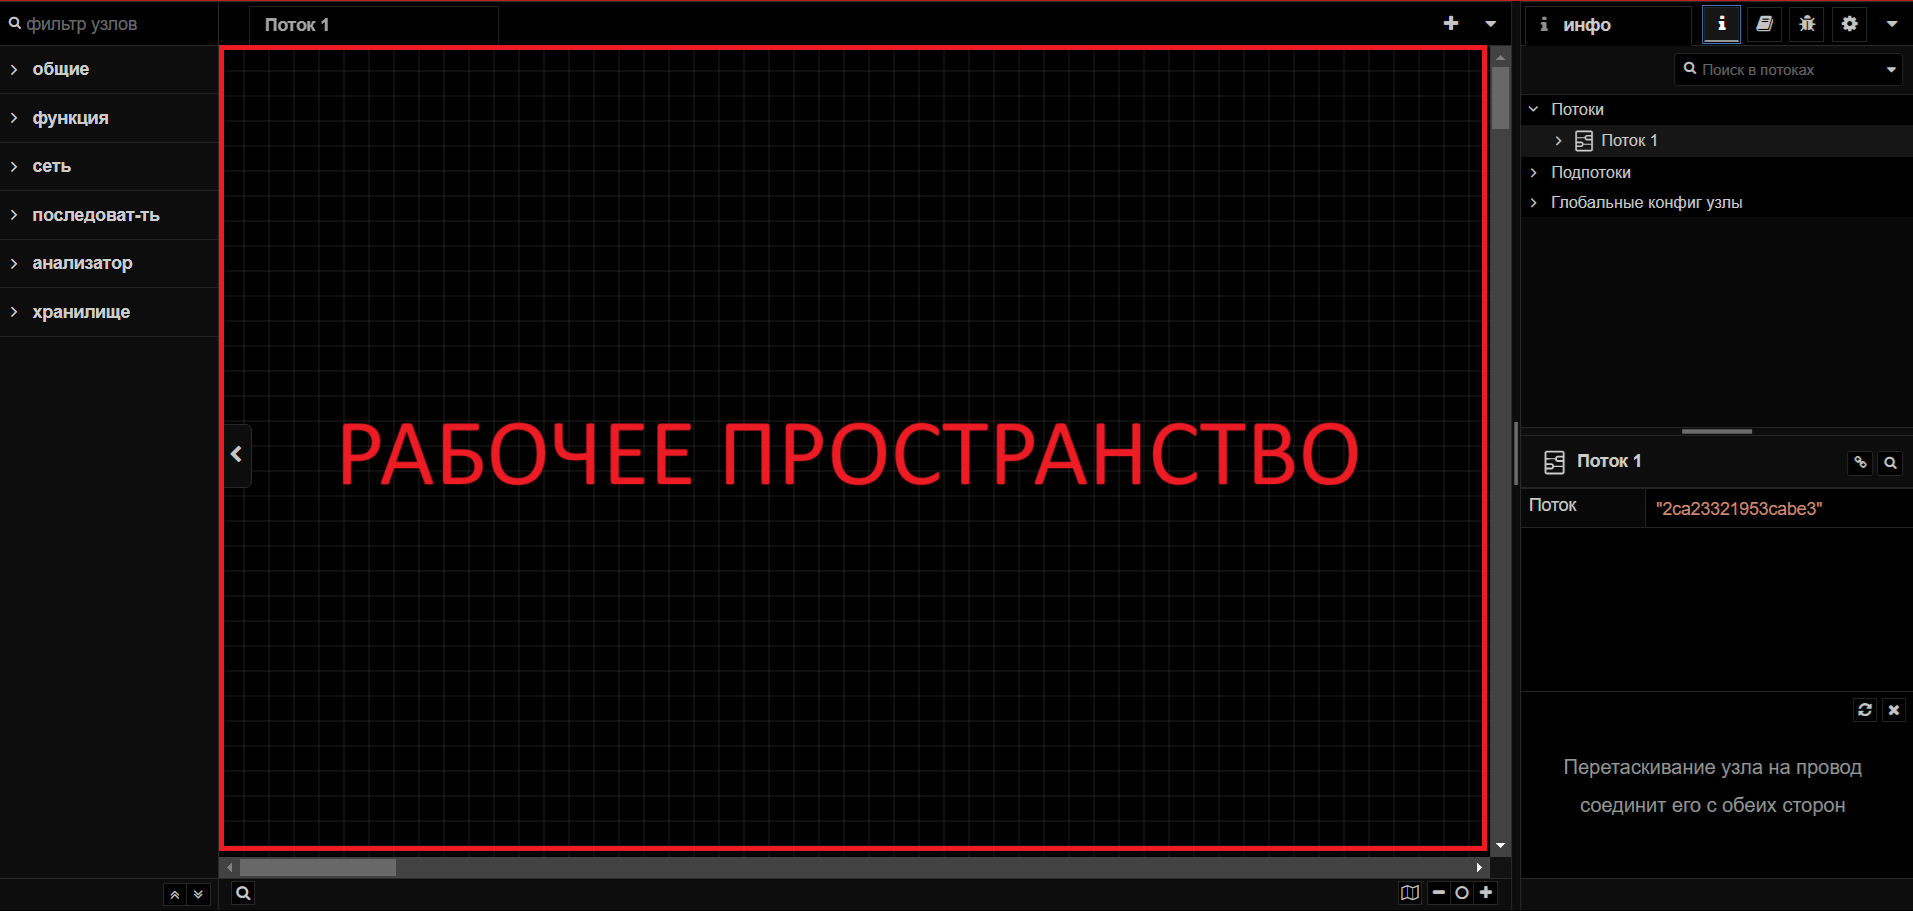 фильтр узлов
общие
функция
сеть
последоват-ть
анализатор
хранилище
Поток 1
РАБОЧЕЕ ПРОСТРАНСТВО
инфо
Поиск в потоках
Потоки
Поток 1
Подпотоки
Глобальные конфиг узлы
Поток 1
Поток "2ca23321953cabe3"
Перетаскивание узла на провод
соединит его с обеих сторон